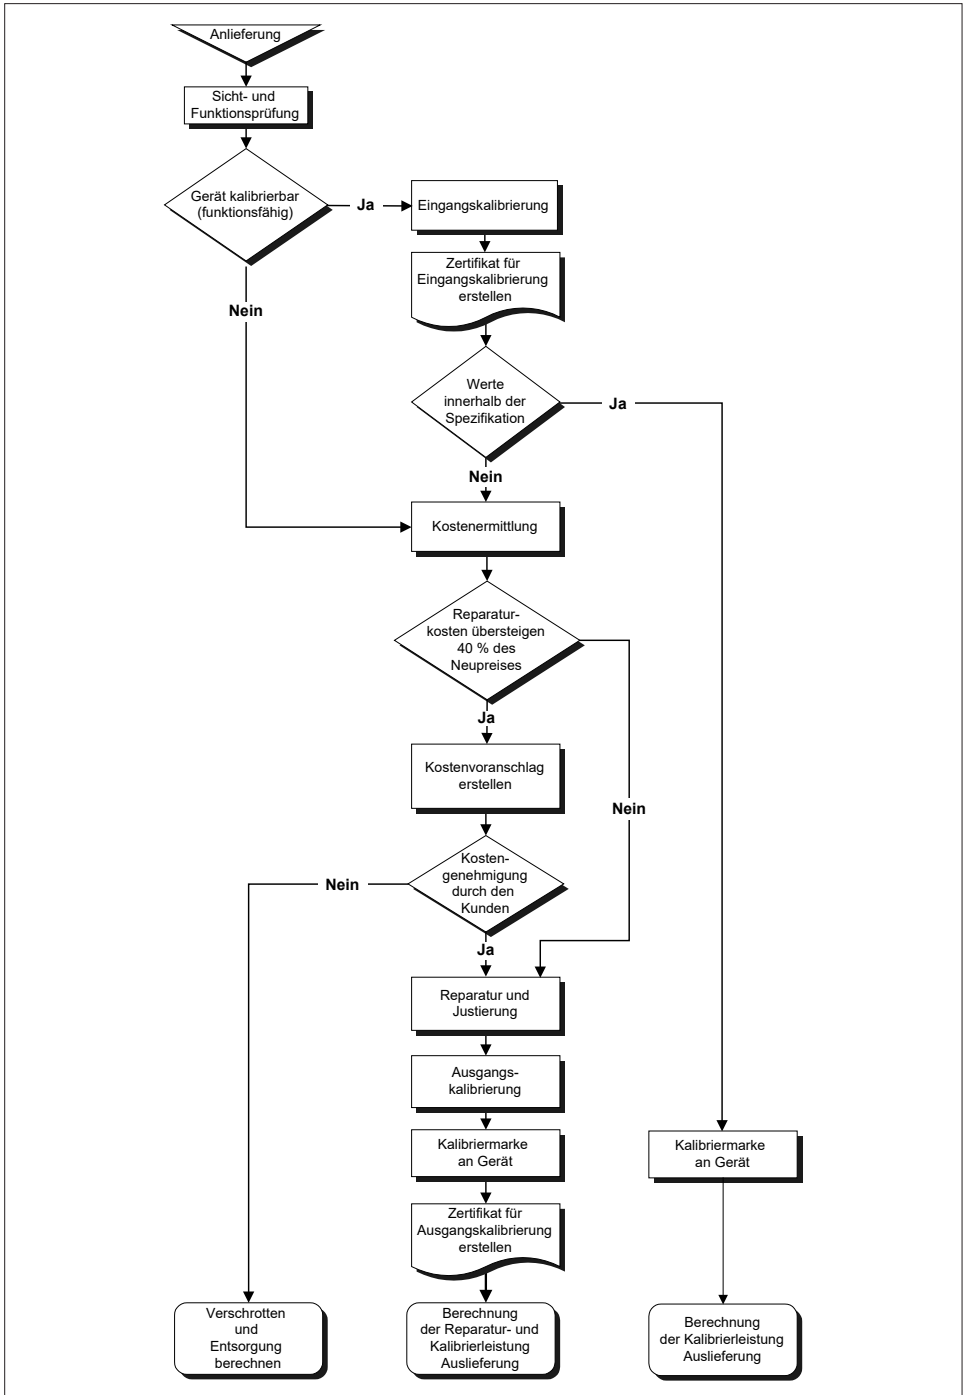 Anlieferung
Sicht- und
Funktionsprüfung
Gerät kalibrierbar
(funktionsfähig)
Ja
Eingangskalibrierung
Zertifikat für
Eingangskalibrierung
erstellen
Nein
Werte
innerhalb der
Spezifikation
Ja
Nein
Kostenermittlung
Reparatur-
kosten übersteigen
40 % des
Neupreises
Ja
Kostenvoranschlag
erstellen
Nein
Kosten-
genehmigung
durch den
Kunden
Nein
Ja
Reparatur und
Justierung
Ausgangs-
kalibrierung
Kalibriermarke
an Gerät
Kalibriermarke
an Gerät
Zertifikat für
Ausgangskalibrierung
erstellen
Verschrotten
und
Entsorgung
berechnen
Berechnung
der Reparatur- und
Kalibrierleistung
Auslieferung
Berechnung
der Kalibrierleistung
Auslieferung